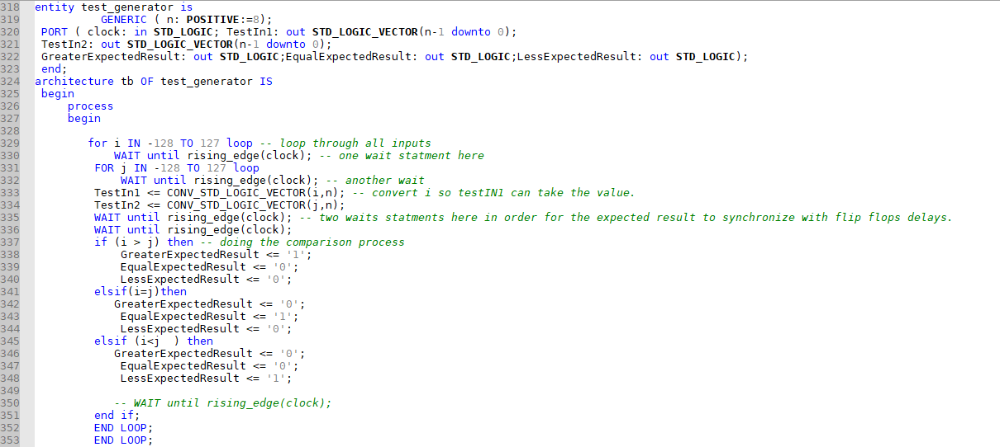 318 entity test_generator is
319 GENERIC ( n: POSITIVE:=8);
320 PORT ( clock: in STD_LOGIC; TestIn1: out STD_LOGIC_VECTOR(n-1 downto 0);
321 TestIn2: out STD_LOGIC_VECTOR(n-1 downto 0);
322 GreaterExpectedResult: out STD_LOGIC;EqualExpectedResult: out STD_LOGIC;LessExpectedResult: out STD_LOGIC);
323 end;
324 architecture tb OF test_generator IS
325 begin
326 process
327 begin
328
329 for i IN -128 TO 127 loop -- loop through all inputs
330 WAIT until rising_edge(clock); -- one wait statment here
331 FOR j IN -128 TO 127 loop
332 WAIT until rising_edge(clock); -- another wait
333 TestIn1 <= CONV_STD_LOGIC_VECTOR(i,n); -- convert i so testIN1 can take the value.
334 TestIn2 <= CONV_STD_LOGIC_VECTOR(j,n);
335 WAIT until rising_edge(clock); -- two waits statments here in order for the expected result to synchronize with flip flops delays.
336 WAIT until rising_edge(clock);
337 if (i > j) then -- doing the comparison process
338 GreaterExpectedResult <= '1';
339 EqualExpectedResult <= '0';
340 LessExpectedResult <= '0';
341 elsif(i=j)then
342 GreaterExpectedResult <= '0';
343 EqualExpectedResult <= '1';
344 LessExpectedResult <= '0';
345 elsif (i<j  ) then
346 GreaterExpectedResult <= '0';
347 EqualExpectedResult <= '0';
348 LessExpectedResult <= '1';
349
350 -- WAIT until rising_edge(clock);
351 end if;
352 END LOOP;
353 END LOOP;